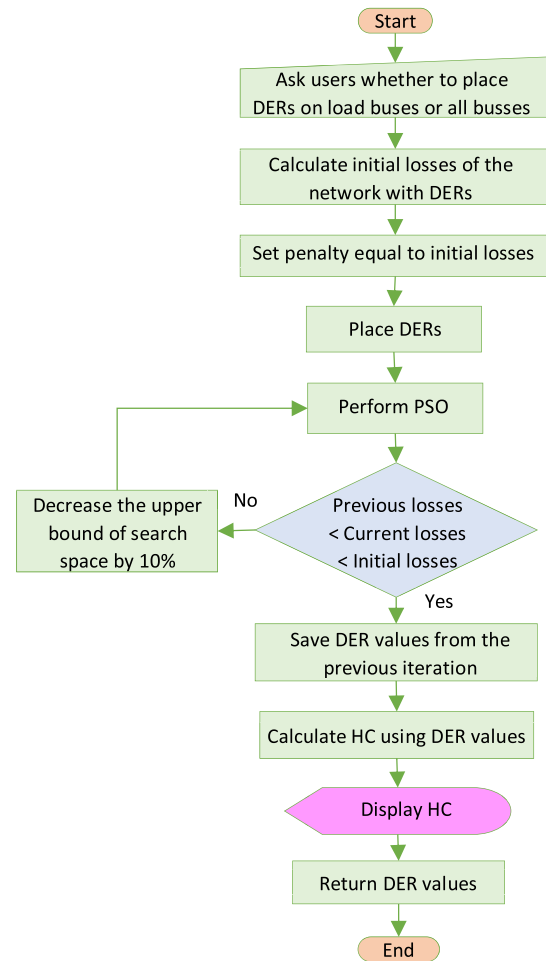 Start
Ask users whether to place
DERs on load buses or all busses
Calculate initial losses of the
network with DERs
Set penalty equal to initial losses
Place DERs
Perform PSO
Decrease the upper
bound of search
space by 10%
No
Previous losses
< Current losses
< Initial losses
Yes
Save DER values from the
previous iteration
Calculate HC using DER values
Display HC
Return DER values
End